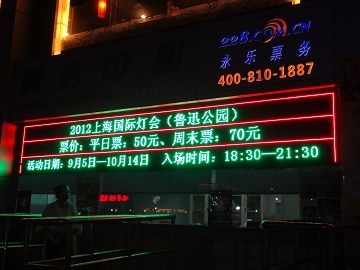 228.COM.CN
永乐票务
400-810-1887
2012上海国际灯会（鲁迅公园）
票价：平日票：50元、周末票：70元
活动日期：9月5日—10月14日 入场时间：18:30—21:30